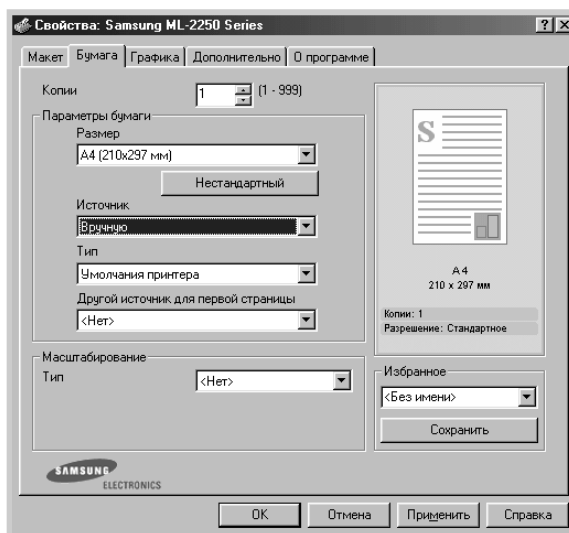 Свойства: Samsung ML-2250 Series
Макет Бумага Графика Дополнительно О программе
Копии 1 (1 - 999)
Параметры бумаги
Размер
A4 (210x297 мм)
Нестандартный
Источник
Вручную
Тип
Умолчания принтера
Другой источник для первой страницы
<Нет>
Масштабирование
Тип <Нет>
SAMSUNG
ELECTRONICS
S
A4
210 x 297 мм
Копии: 1
Разрешение: Стандартное
Избранное
<Без имени>
Сохранить
OK Отмена Применить Справка